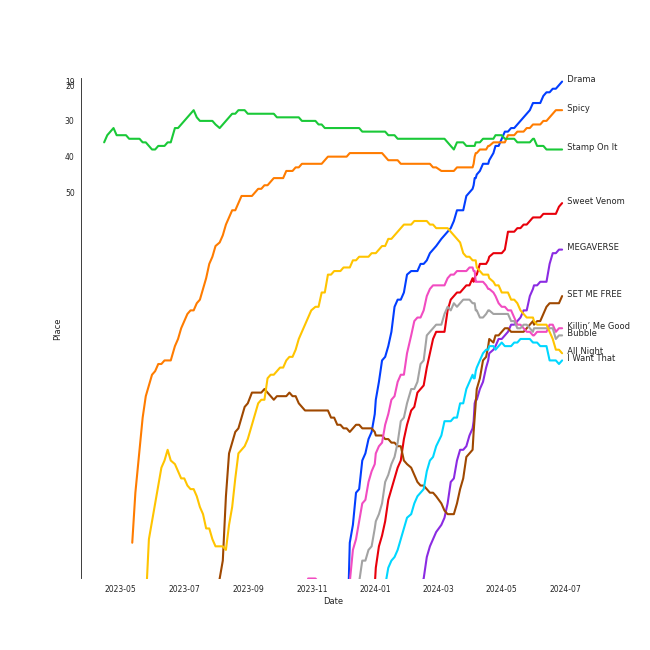 19
20
30
40
50
Place
Drama
Spicy
Stamp On It
Sweet Venom
MEGAVERSE
SET ME FREE
Killin' Me Good
Bubble
All Night
I Want That
2023-05 2023-07 2023-09 2023-11 2024-01 2024-03 2024-05 2024-07
Date